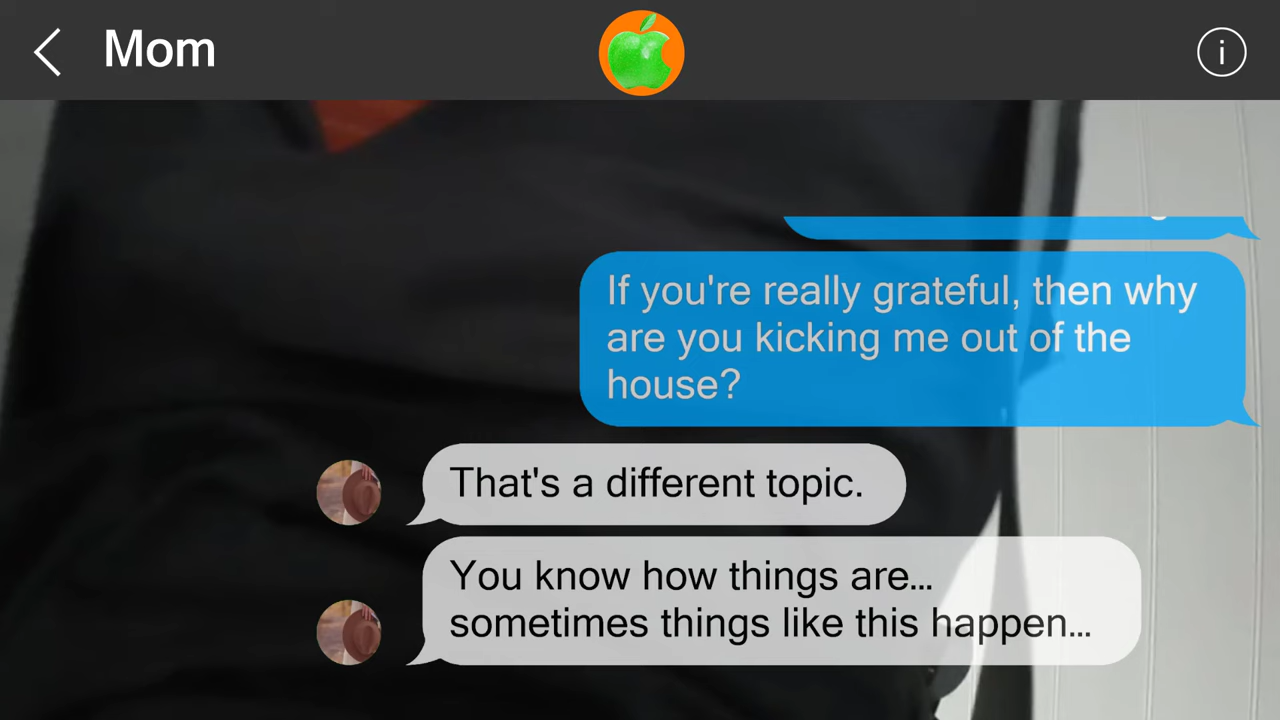 Mom
i
If you're really grateful, then why
are you kicking me out of the
house?
That's a different topic.
You know how things are...
sometimes things like this happen...